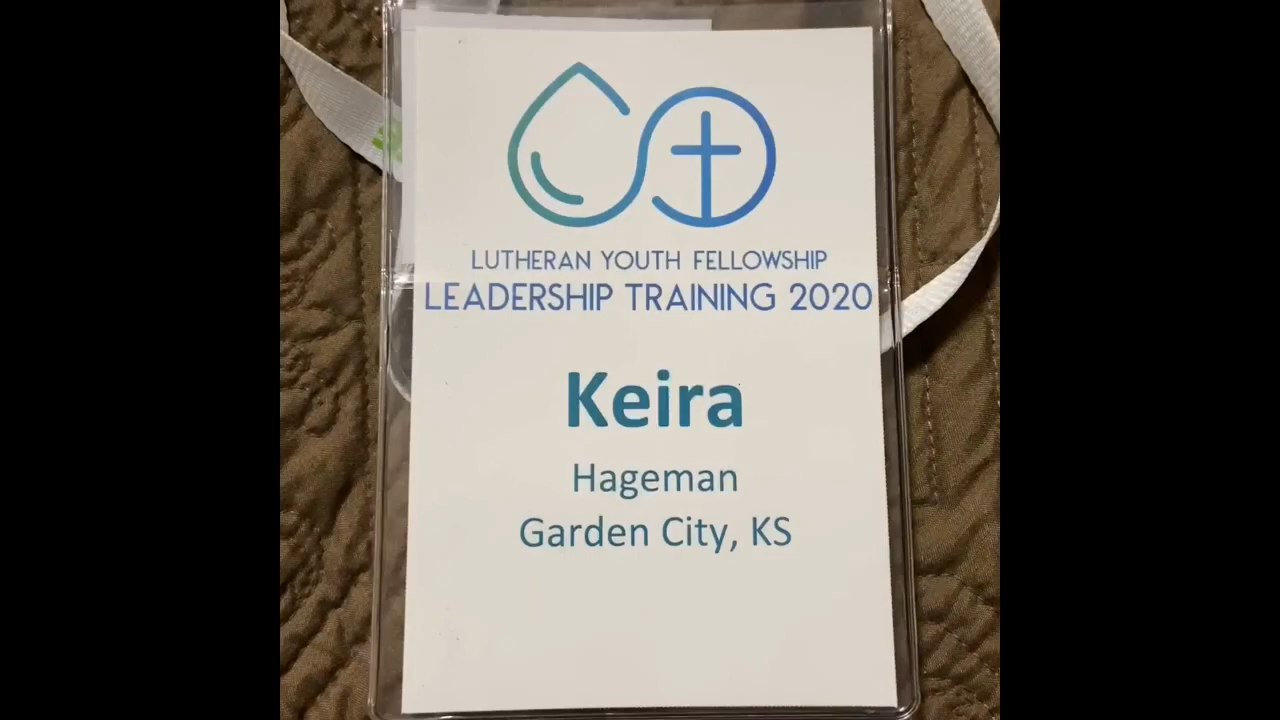 LUTHERAN YOUTH FELLOWSHIP
LEADERSHIP TRAINING 2020
Keira
Hageman
Garden City, KS